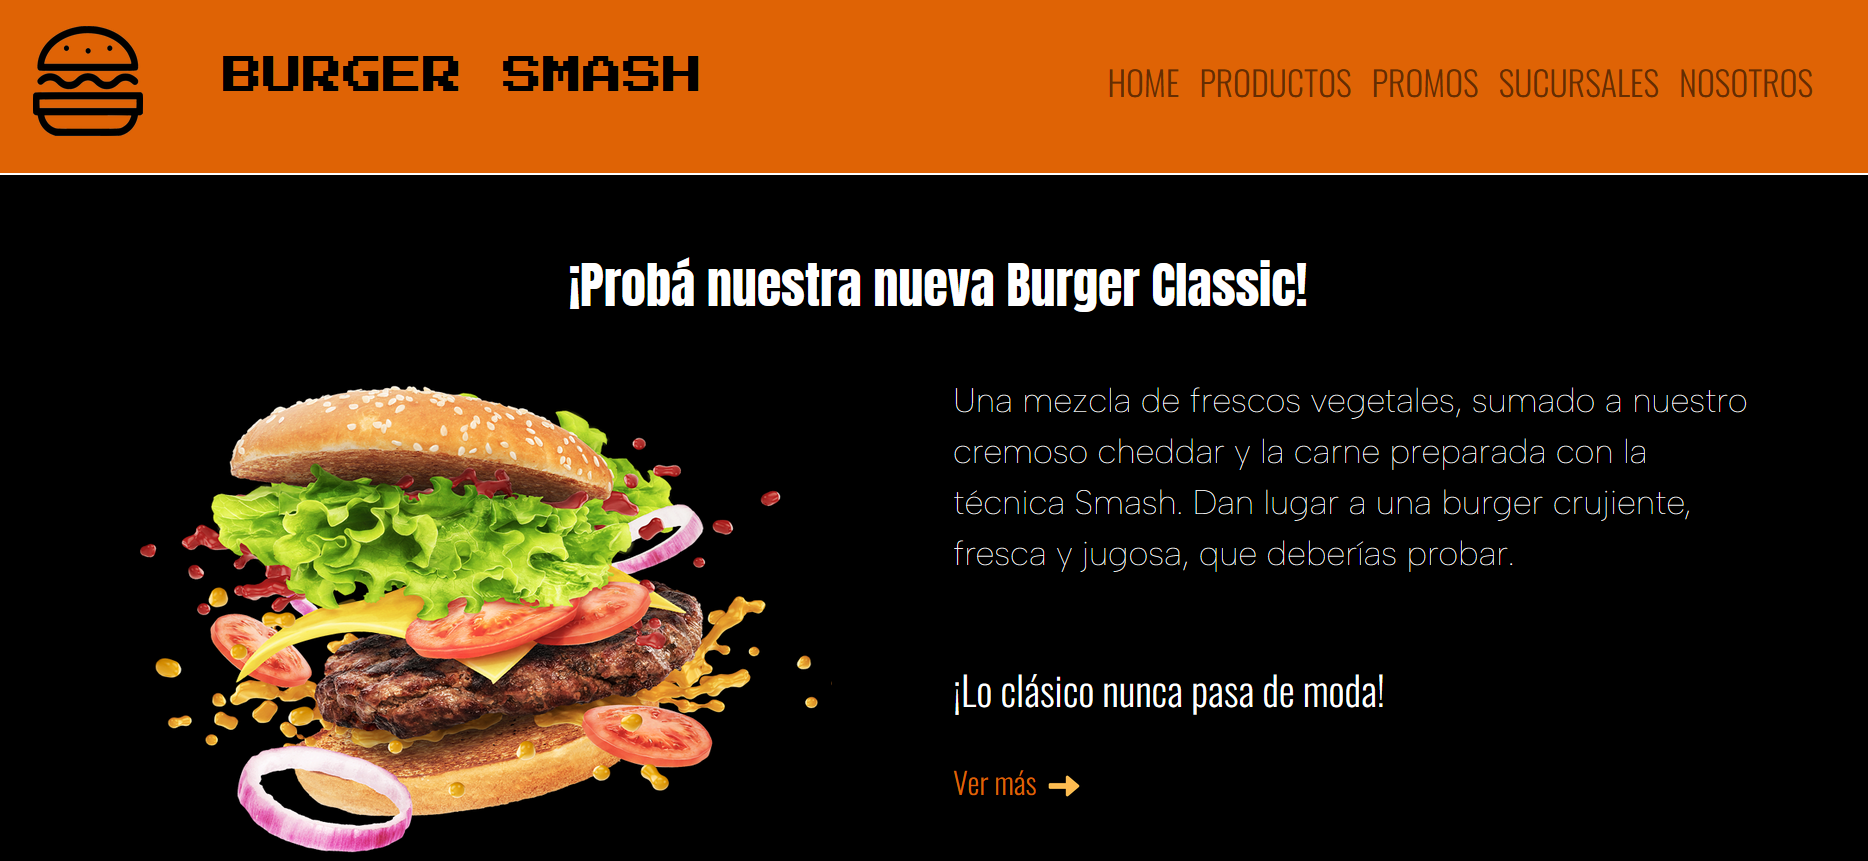 BURGER SMASH
HOME PRODUCTOS PROMOS SUCURSALES NOSOTROS
¡Probá nuestra nueva Burger Classic!
Una mezcla de frescos vegetales, sumado a nuestro
cremoso cheddar y la carne preparada con la
técnica Smash. Dan lugar a una burger crujiente,
fresca y jugosa, que deberías probar.
¡Lo clásico nunca pasa de moda!
Ver más